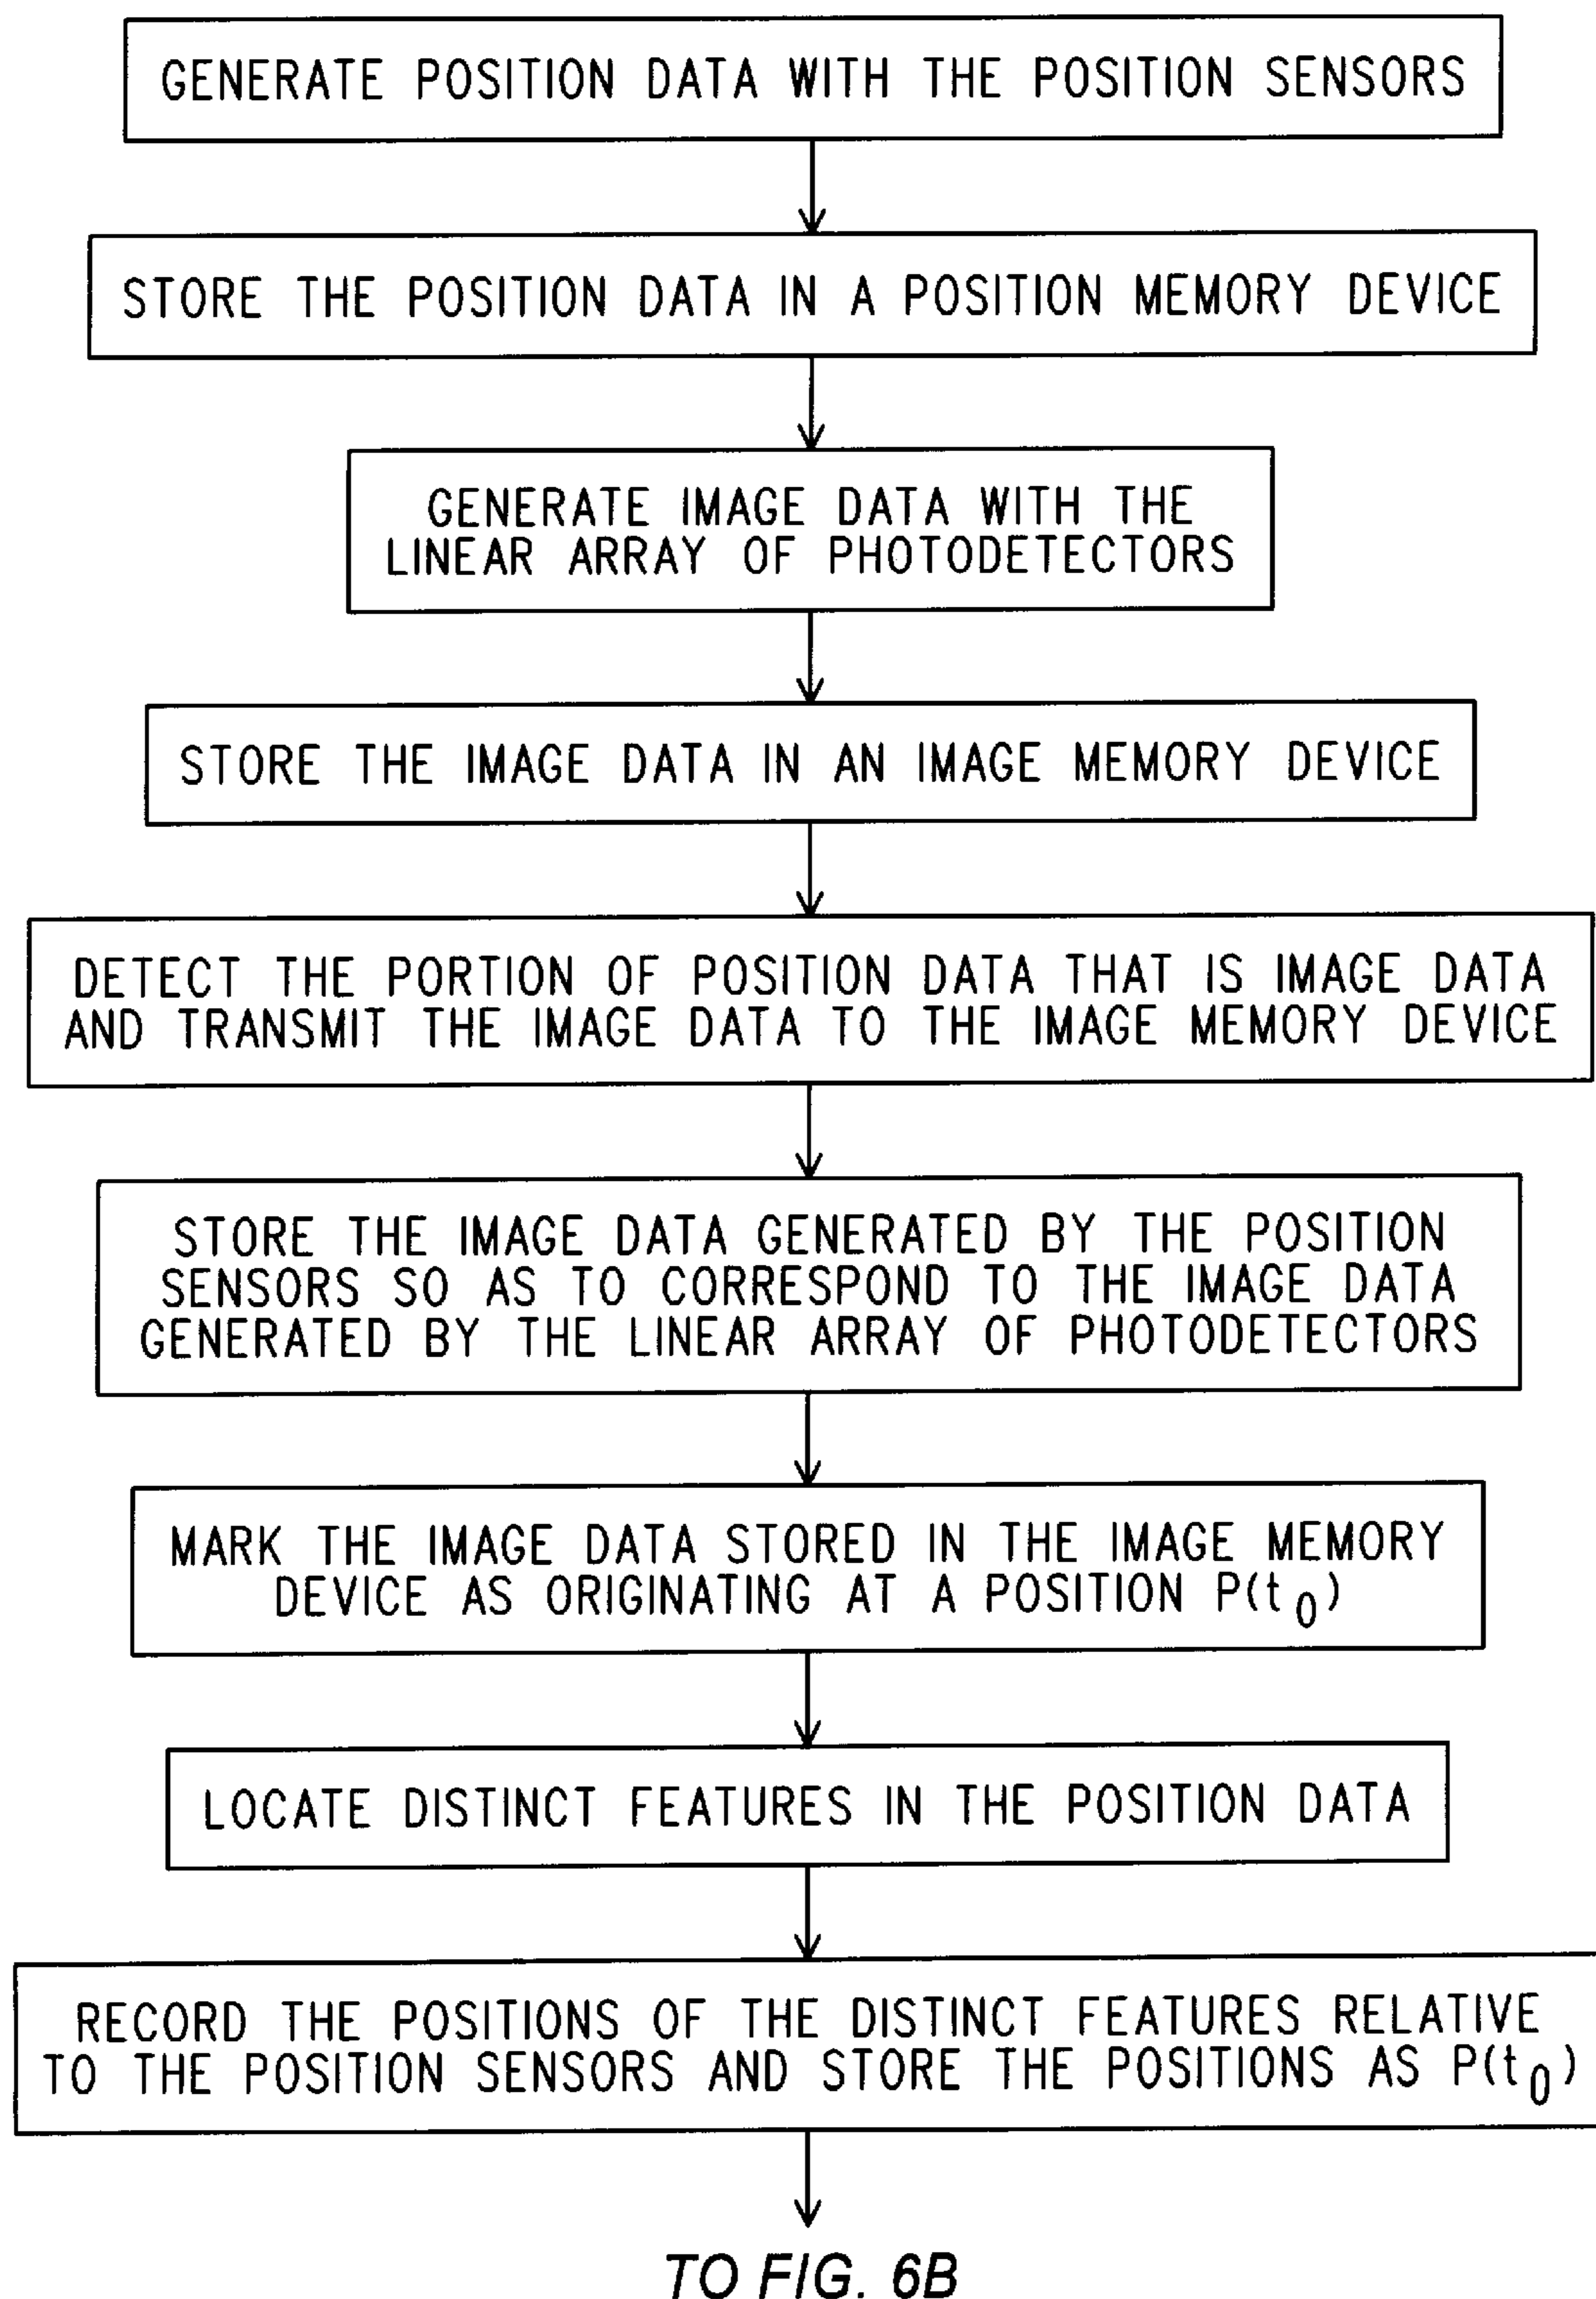 GENERATE POSITION DATA WITH THE POSITION SENSORS
STORE THE POSITION DATA IN A POSITION MEMORY DEVICE
GENERATE IMAGE DATA WITH THE
LINEAR ARRAY OF PHOTODETECTORS
STORE THE IMAGE DATA IN AN IMAGE MEMORY DEVICE
DETECT THE PORTION OF POSITION DATA THAT IS IMAGE DATA
AND TRANSMIT THE IMAGE DATA TO THE IMAGE MEMORY DEVICE
STORE THE IMAGE DATA GENERATED BY THE POSITION
SENSORS SO AS TO CORRESPOND TO THE IMAGE DATA
GENERATED BY THE LINEAR ARRAY OF PHOTODETECTORS
MARK THE IMAGE DATA STORED IN THE IMAGE MEMORY
DEVICE AS ORIGINATING AT A POSITION P(t₀)
LOCATE DISTINCT FEATURES IN THE POSITION DATA
RECORD THE POSITIONS OF THE DISTINCT FEATURES RELATIVE
TO THE POSITION SENSORS AND STORE THE POSITIONS AS P(t₀)
TO FIG. 6B